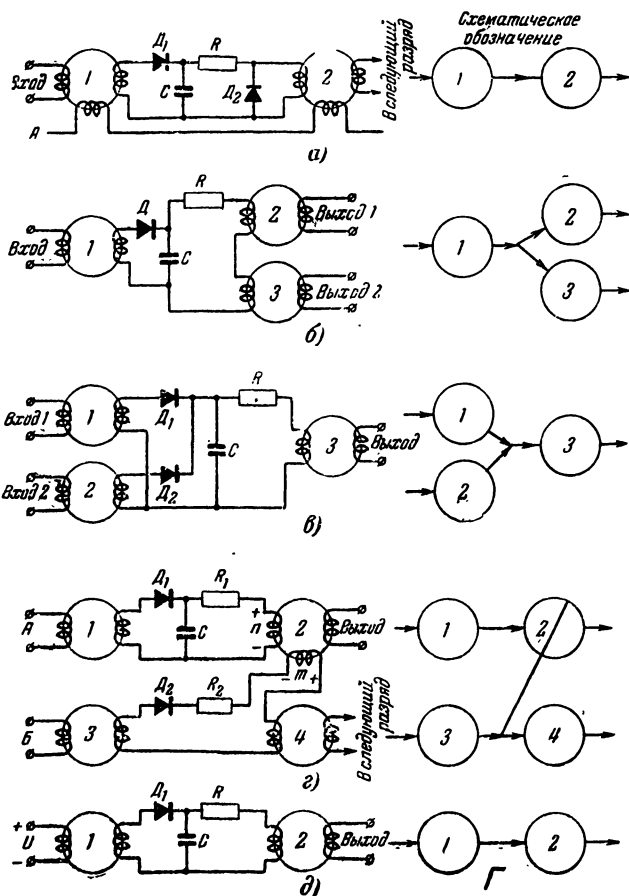 Схематическое
обозначение
Вход
1
Д₁
R
C
Д₂
2
А
В следующий
разряд
1
2
а)
Вход
1
Д
R
C
2
3
Выход 1
Выход 2
1
2
3
б)
Вход 1
Вход 2
1
2
Д₁
Д₂
R
C
3
Выход
1
2
3
в)
А
1
Д₁
R₁
C
+
п
-
2
Выход
- т +
Б
3
Д₂
R₂
4
В следующий
разряд
1
2
3
4
г)
+
U
-
1
Д₁
R
C
2
Выход
1
Г
2
д)